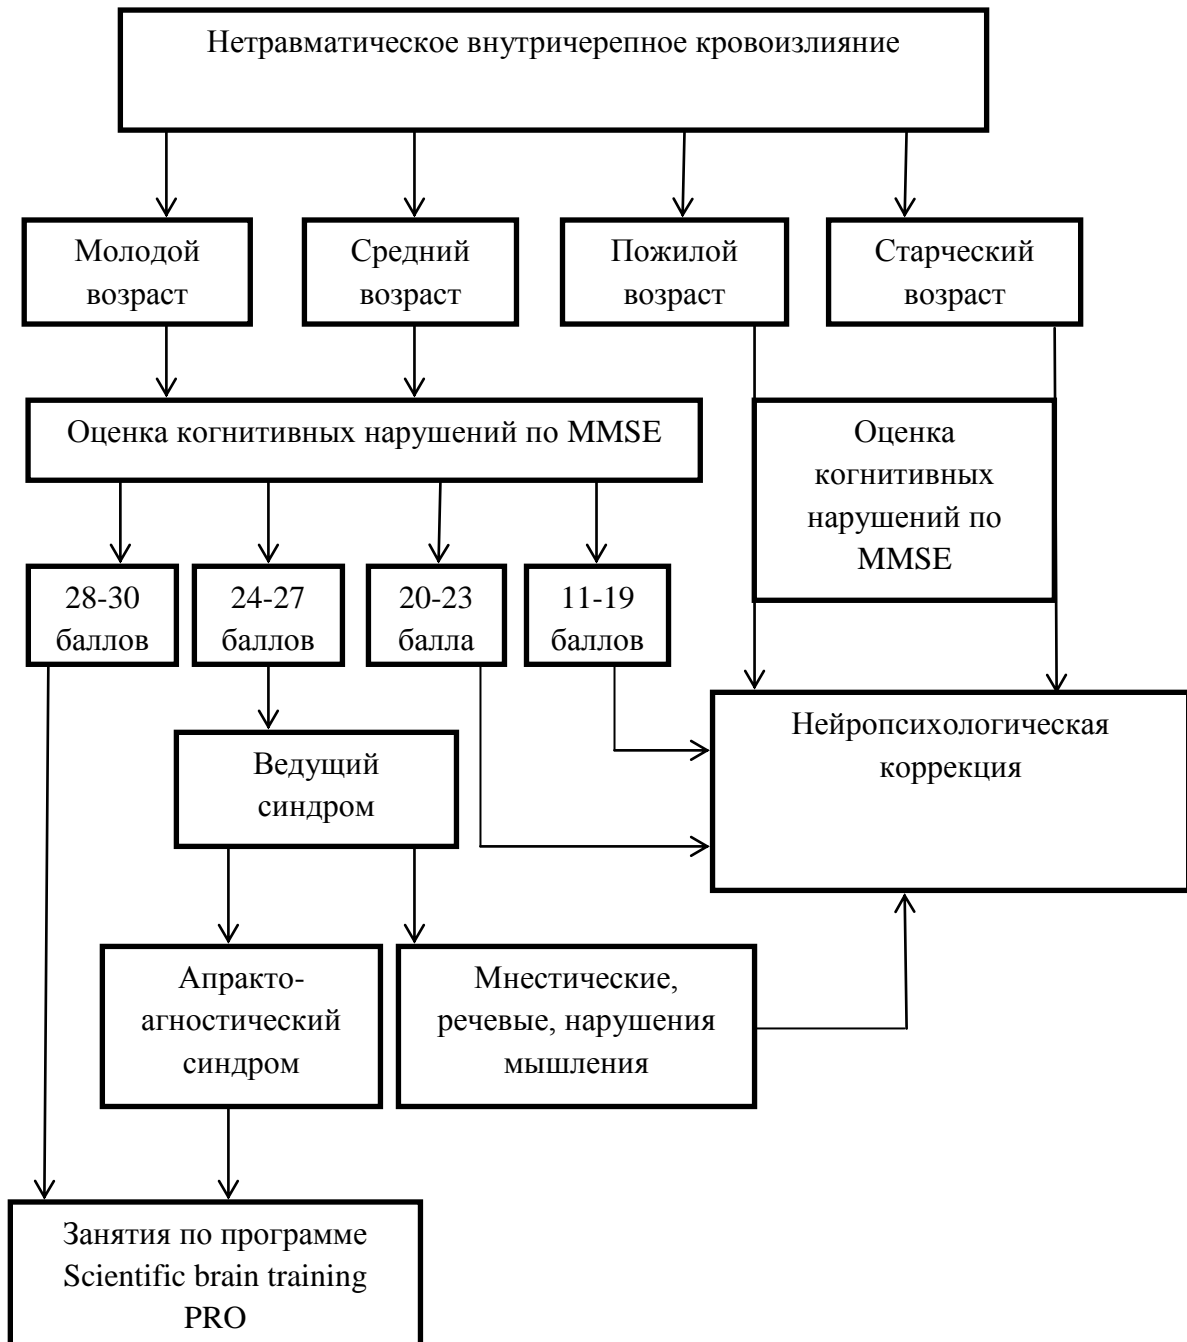 Нетравматическое внутричерепное кровоизлияние
Молодой
возраст
Средний
возраст
Пожилой
возраст
Старческий
возраст
Оценка когнитивных нарушений по MMSE
Оценка
когнитивных
нарушений по
MMSE
28-30
баллов
24-27
баллов
20-23
балла
11-19
баллов
Ведущий
синдром
Нейропсихологическая
коррекция
Апракто-
агностический
синдром
Мнестические,
речевые, нарушения
мышления
Занятия по программе
Scientific brain training
PRO